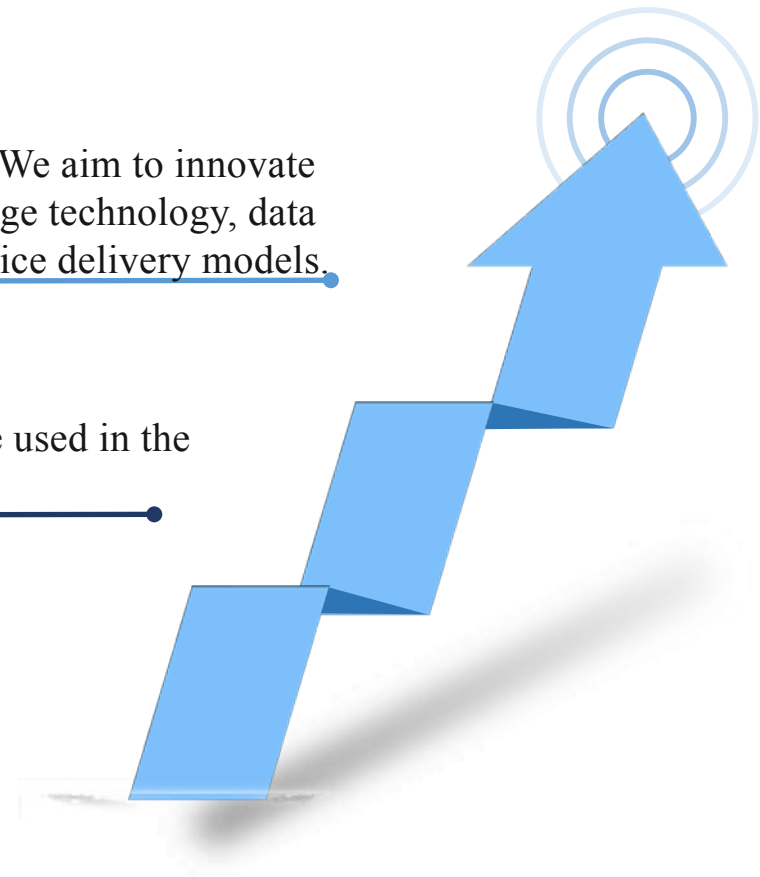 We aim to innovate
ge technology, data
ice delivery models.
e used in the